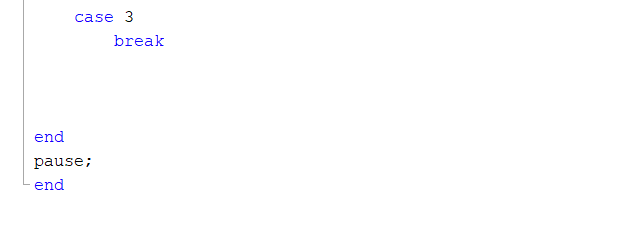 case 3
break
end
pause;
end